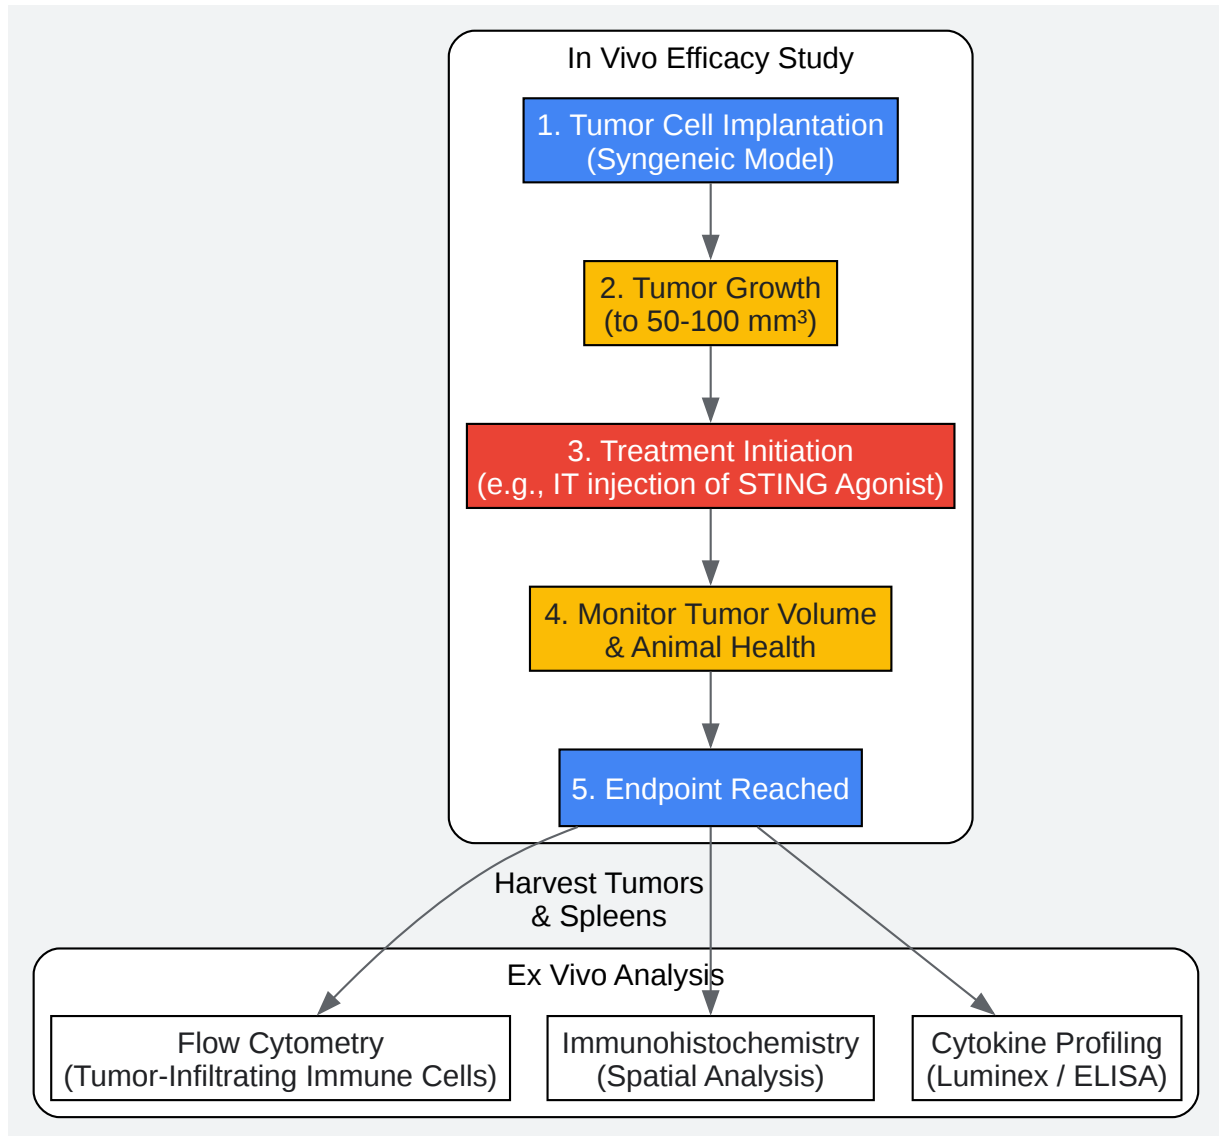 In Vivo Efficacy Study
1. Tumor Cell Implantation
(Syngeneic Model)
2. Tumor Growth
(to 50-100 mm³)
3. Treatment Initiation
(e.g., IT injection of STING Agonist)
4. Monitor Tumor Volume
& Animal Health
5. Endpoint Reached
Harvest Tumors
& Spleens
Ex Vivo Analysis
Flow Cytometry
(Tumor-Infiltrating Immune Cells)
Immunohistochemistry
(Spatial Analysis)
Cytokine Profiling
(Luminex / ELISA)